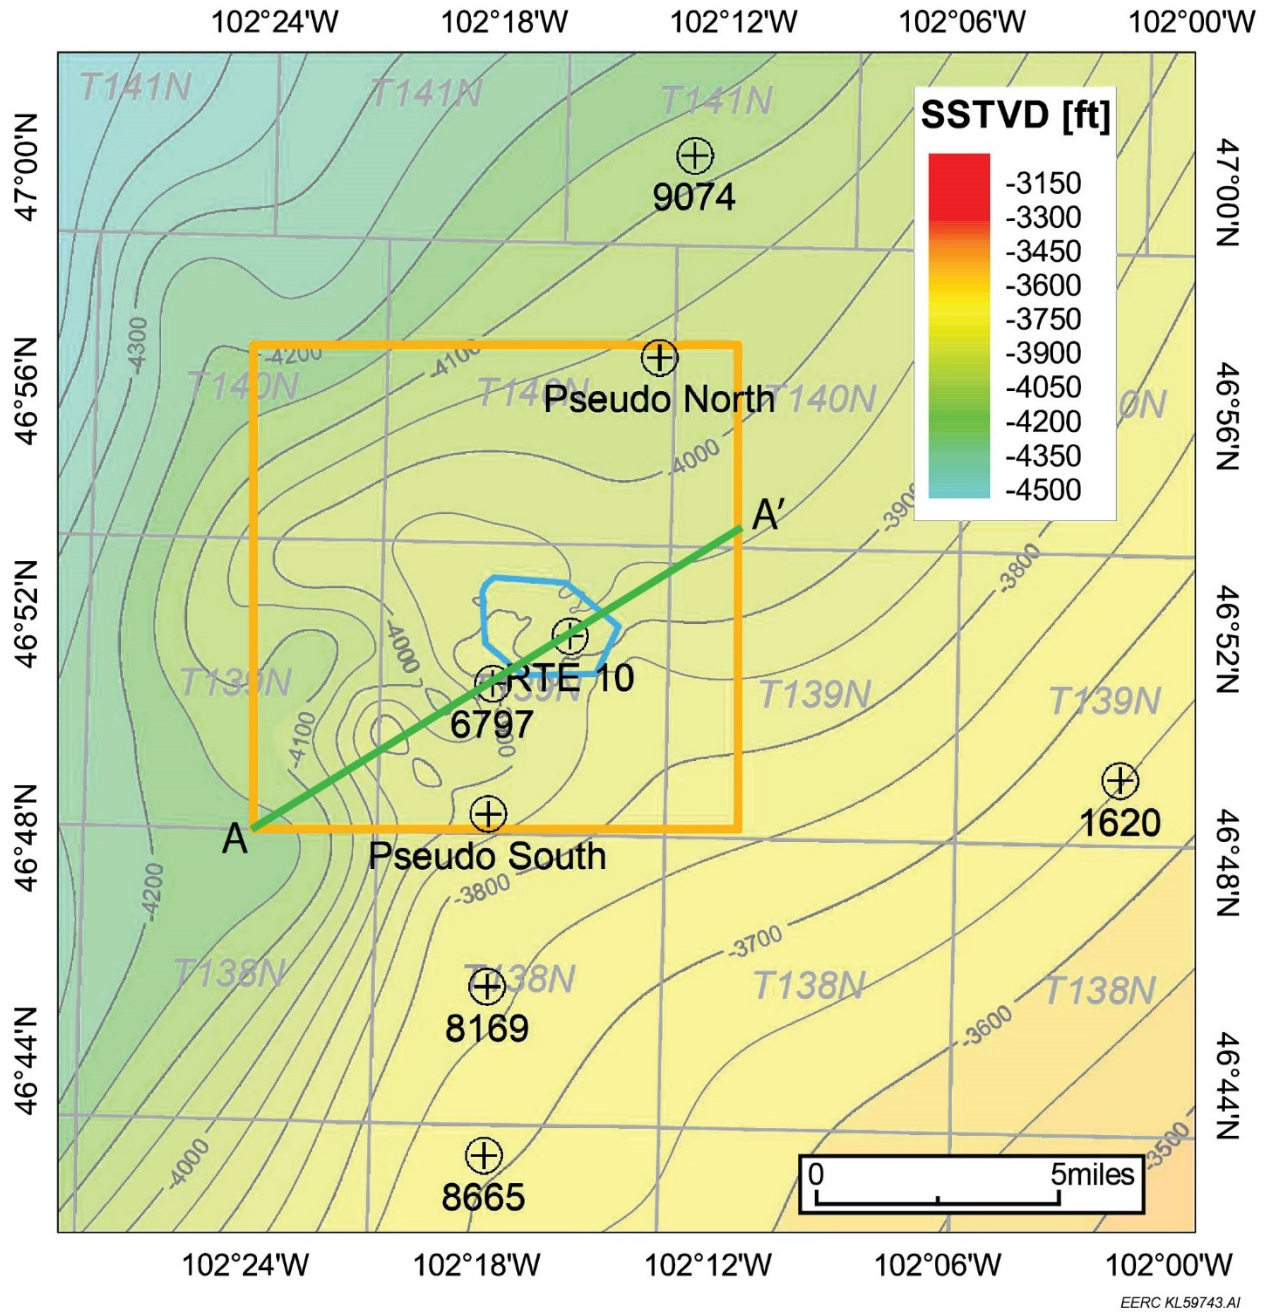 102°24'W 102°18'W 102°12'W 102°06'W 102°00'W
T141N T141N T141N
SSTVD [ft]
-3150
-3300
-3450
-3600
-3750
-3900
-4050
-4200
-4350
-4500
47°00'N
47°00'N
9074
-4300
-4200
-4100
46°56'N
46°56'N
T140N T140N T140N 0N
Pseudo North
-4000
-390
A'
-3800
46°52'N
46°52'N
-4000
RTE 10
T139N 39N T139N T139N
6797
-4100
1620
46°48'N
46°48'N
A
Pseudo South
-4200
-3800
-3700
T138N T138N T138N T138N
8169
-3600
46°44'N
46°44'N
-3500
-4000
8665
0 5miles
102°24'W 102°18'W 102°12'W 102°06'W 102°00'W
EERC KL59743.AI